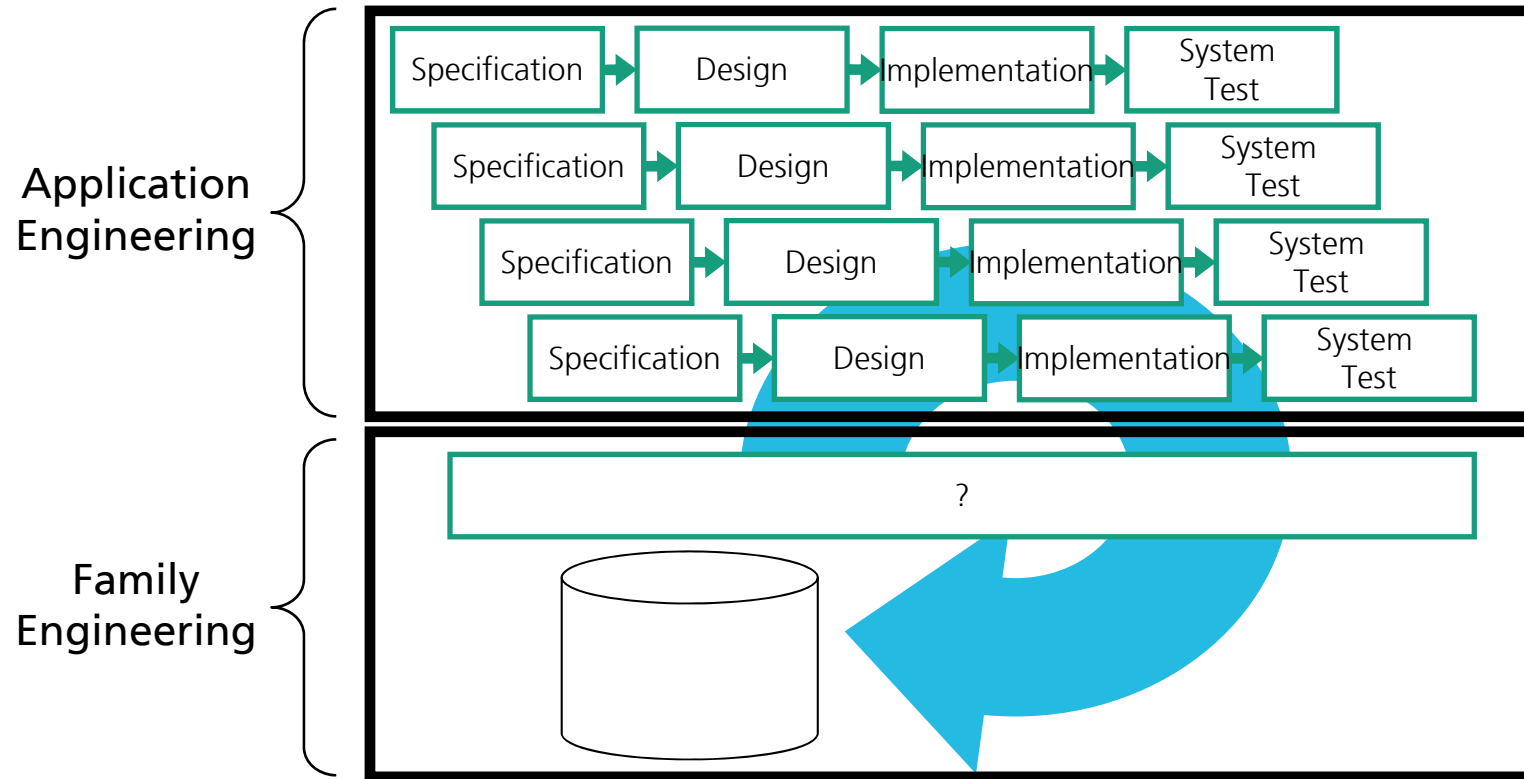 Application
Engineering
Specification
Design
Implementation
System
Test
Specification
Design
Implementation
System
Test
Specification
Design
Implementation
System
Test
Specification
Design
Implementation
System
Test
Family
Engineering
?